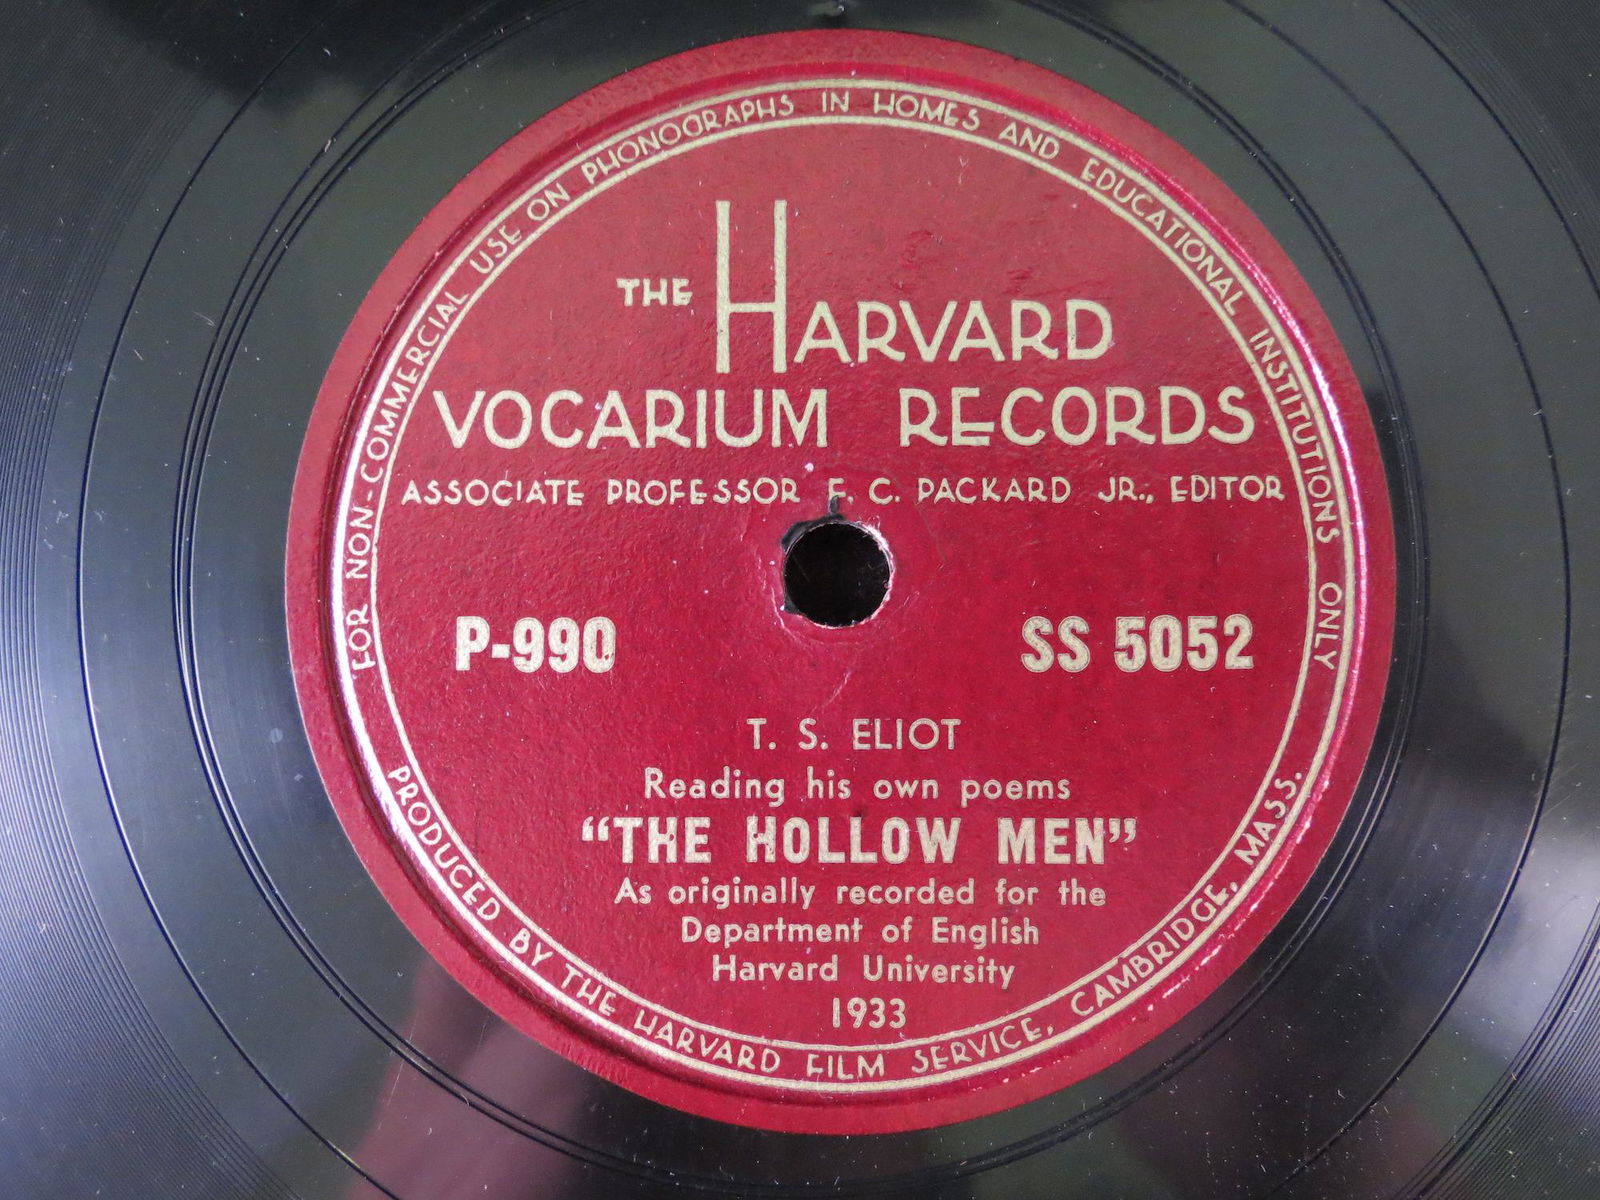 FOR NON-COMMERCIAL USE ON PHONOGRAPHS IN HOMES AND EDUCATIONAL INSTITUTIONS ONLY
THE HARVARD
VOCARIUM RECORDS
ASSOCIATE PROFESSOR F. C. PACKARD JR., EDITOR
P-990 SS 5052
T. S. ELIOT
Reading his own poems
“THE HOLLOW MEN”
As originally recorded for the
Department of English
Harvard University
1933
PRODUCED BY THE HARVARD FILM SERVICE, CAMBRIDGE, MASS.